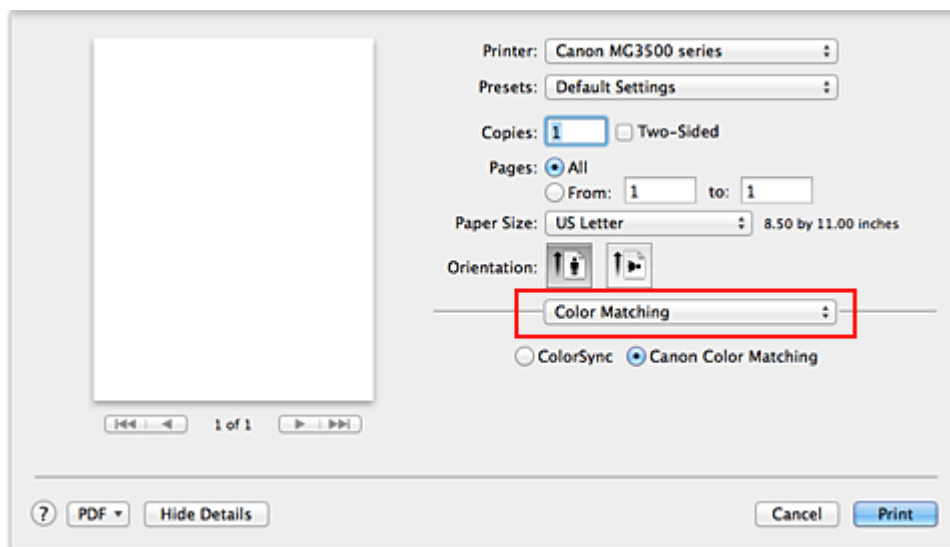 Printer: Canon MG3500 series
Presets: Default Settings
Copies: 1 Two-Sided
Pages: All
From: 1 to: 1
Paper Size: US Letter 8.50 by 11.00 inches
Orientation:
Color Matching
ColorSync Canon Color Matching
1 of 1
? PDF Hide Details Cancel Print